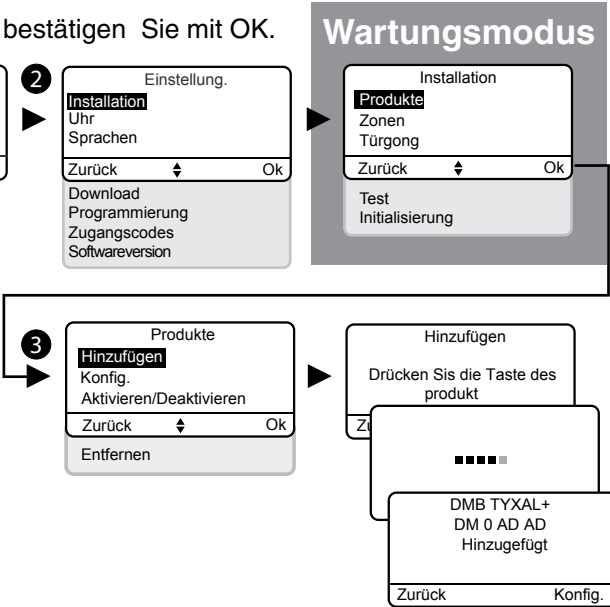 bestätigen Sie mit OK.
Wartungsmodus
2
Einstellung.
Installation
Uhr
Sprachen
Zurück Ok
Download
Programmierung
Zugangscodes
Softwareversion
Installation
Produkte
Zonen
Türgong
Zurück Ok
Test
Initialisierung
3
Produkte
Hinzufügen
Konfig.
Aktivieren/Deaktivieren
Zurück Ok
Entfernen
Hinzufügen
Drücken Sis die Taste des
produkt
DMB TYXAL+
DM 0 AD AD
Hinzugefügt
Zurück Konfig.